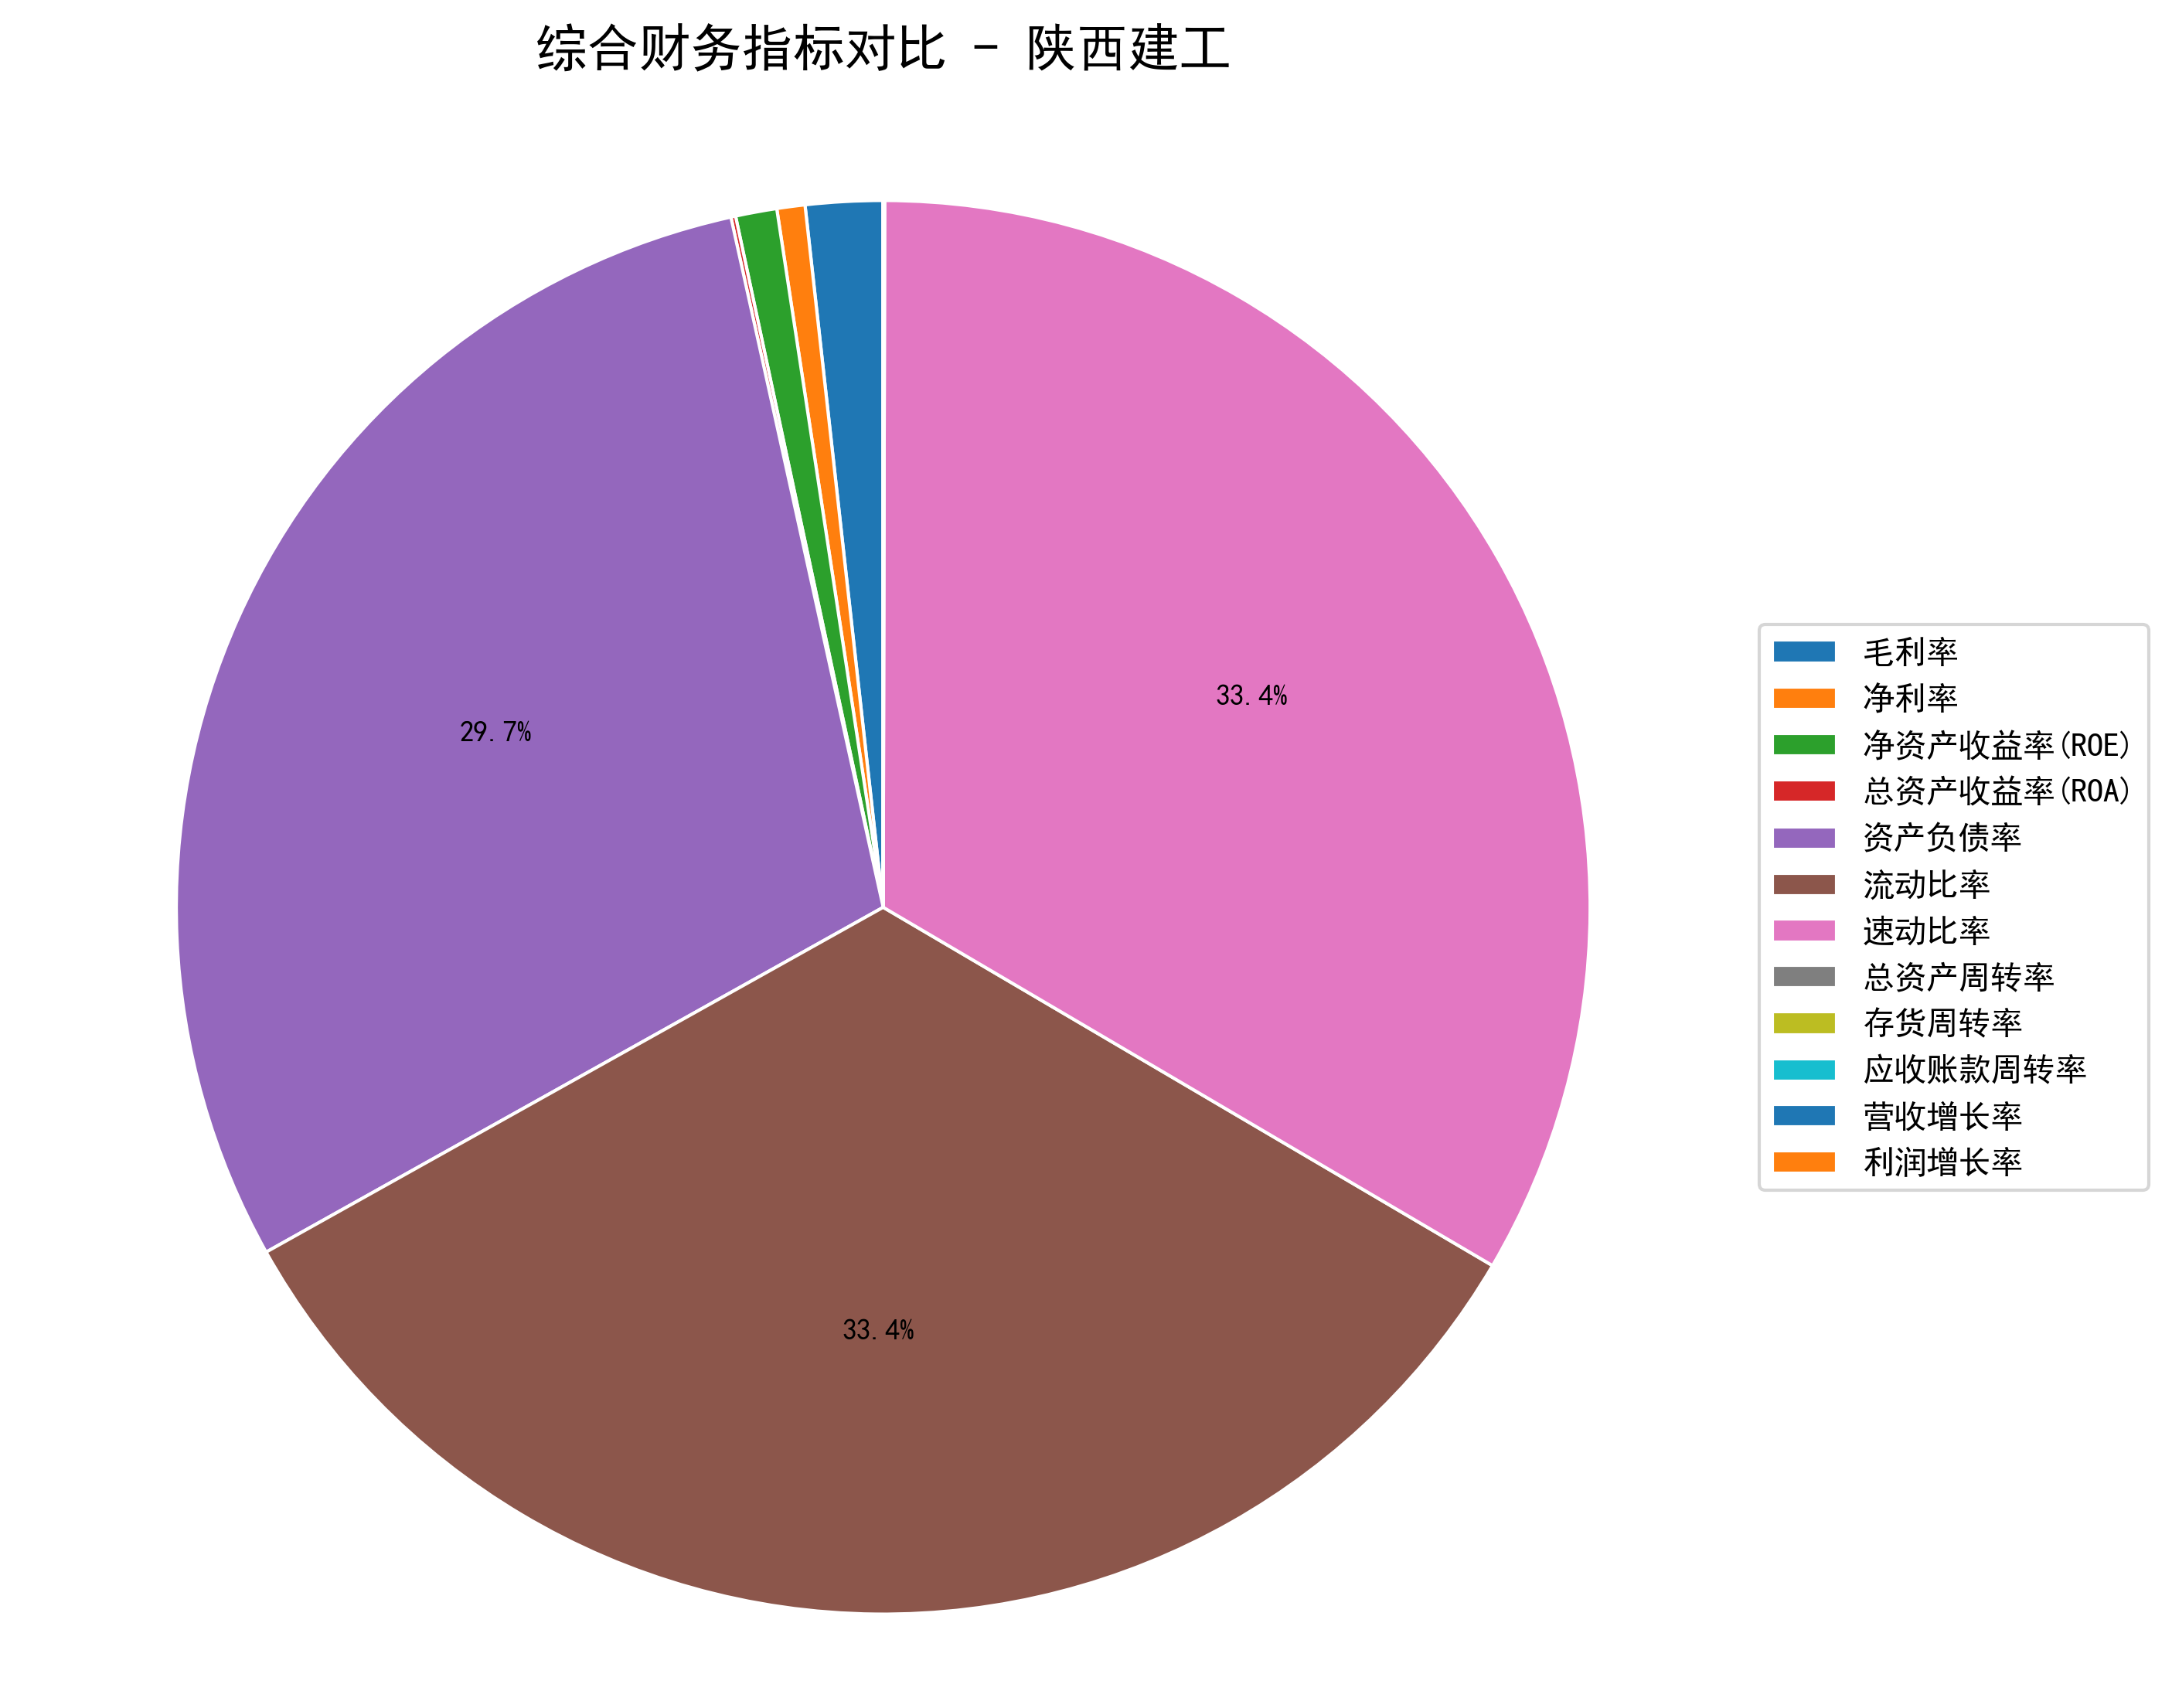 综合财务指标对比 - 陕西建工
33.4%
29.7%
33.4%
毛利率
净利率
净资产收益率(ROE)
总资产收益率(ROA)
资产负债率
流动比率
速动比率
总资产周转率
存货周转率
应收账款周转率
营收增长率
利润增长率